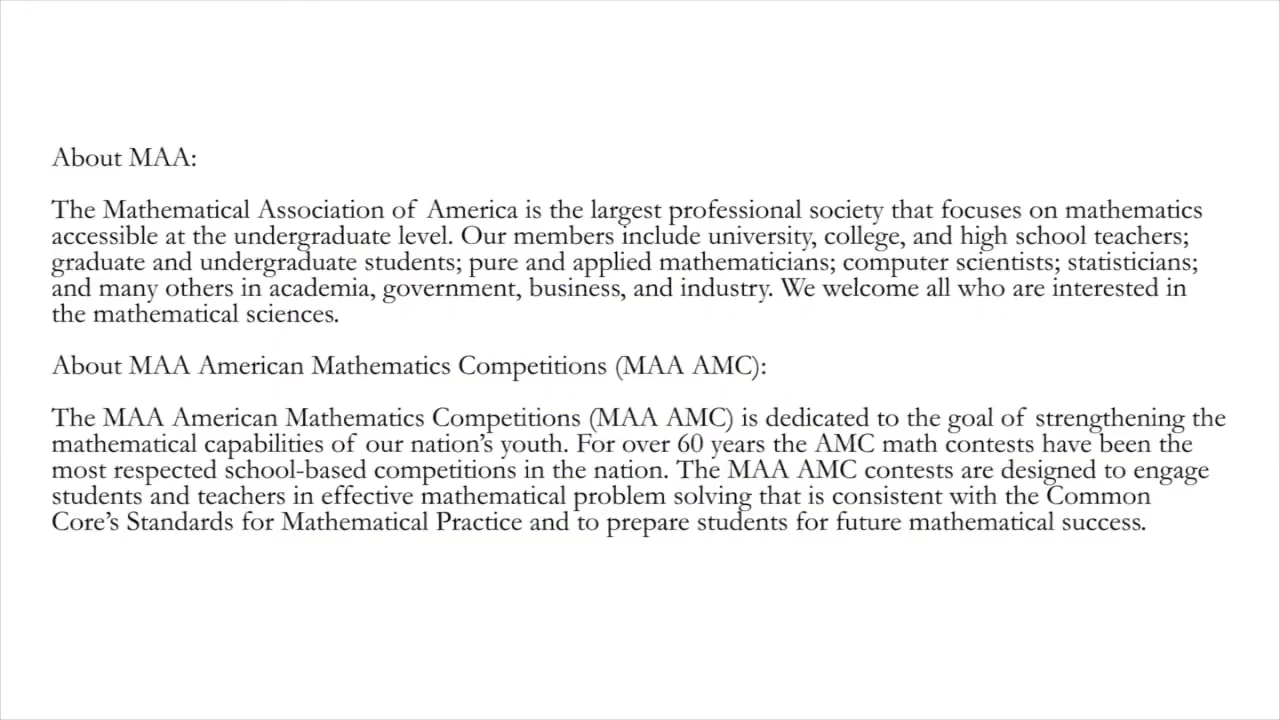 About MAA:
The Mathematical Association of America is the largest professional society that focuses on mathematics
accessible at the undergraduate level. Our members include university, college, and high school teachers;
graduate and undergraduate students; pure and applied mathematicians; computer scientists; statisticians;
and many others in academia, government, business, and industry. We welcome all who are interested in
the mathematical sciences.
About MAA American Mathematics Competitions (MAA AMC):
The MAA American Mathematics Competitions (MAA AMC) is dedicated to the goal of strengthening the
mathematical capabilities of our nation’s youth. For over 60 years the AMC math contests have been the
most respected school-based competitions in the nation. The MAA AMC contests are designed to engage
students and teachers in effective mathematical problem solving that is consistent with the Common
Core’s Standards for Mathematical Practice and to prepare students for future mathematical success.